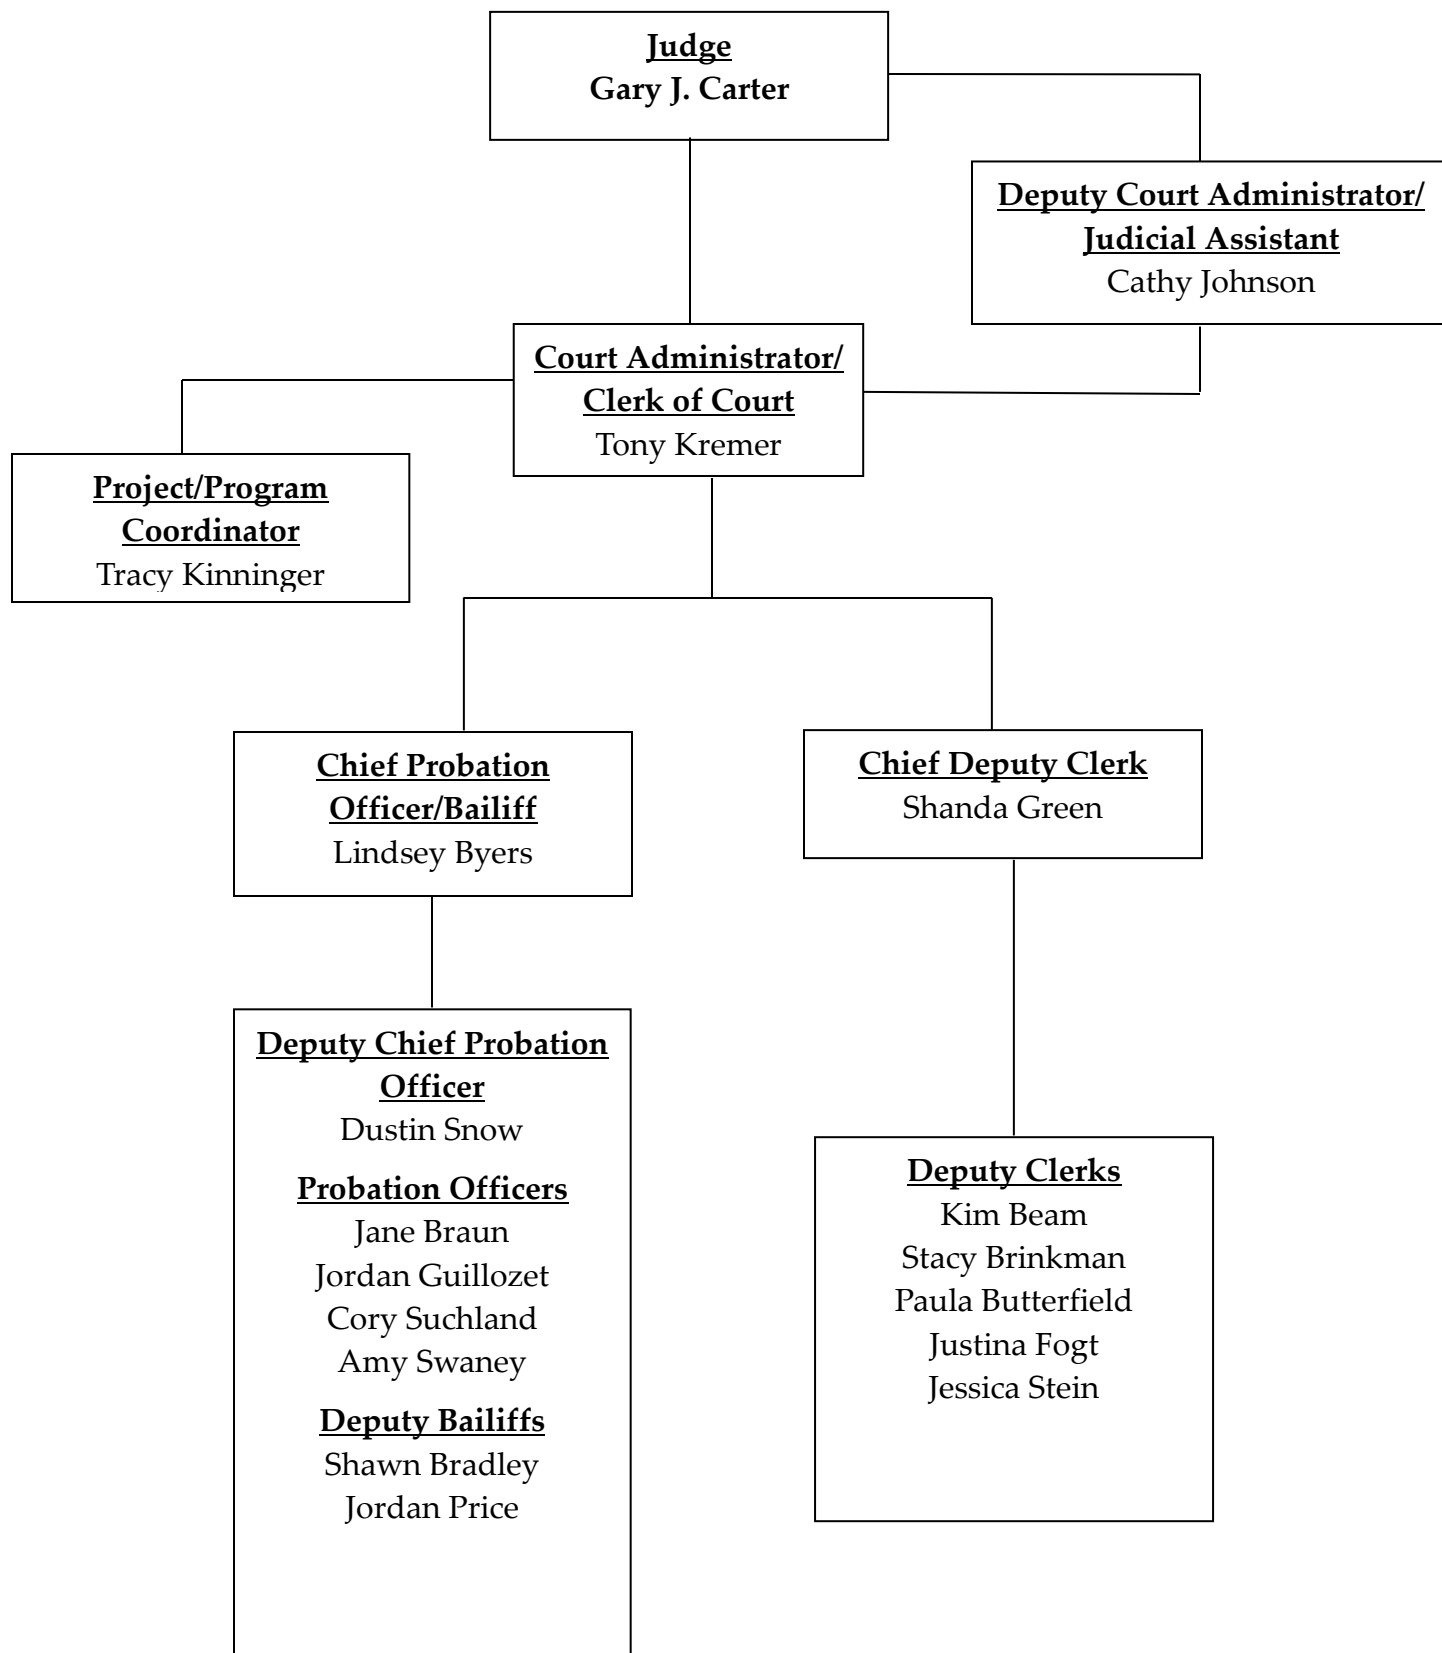 Judge
Gary J. Carter
Deputy Court Administrator/
Judicial Assistant
Cathy Johnson
Court Administrator/
Clerk of Court
Tony Kremer
Project/Program
Coordinator
Tracy Kinninger
Chief Probation
Officer/Bailiff
Lindsey Byers
Chief Deputy Clerk
Shanda Green
Deputy Chief Probation
Officer
Dustin Snow
Probation Officers
Jane Braun
Jordan Guillozet
Cory Suchland
Amy Swaney
Deputy Bailiffs
Shawn Bradley
Jordan Price
Deputy Clerks
Kim Beam
Stacy Brinkman
Paula Butterfield
Justina Fogt
Jessica Stein